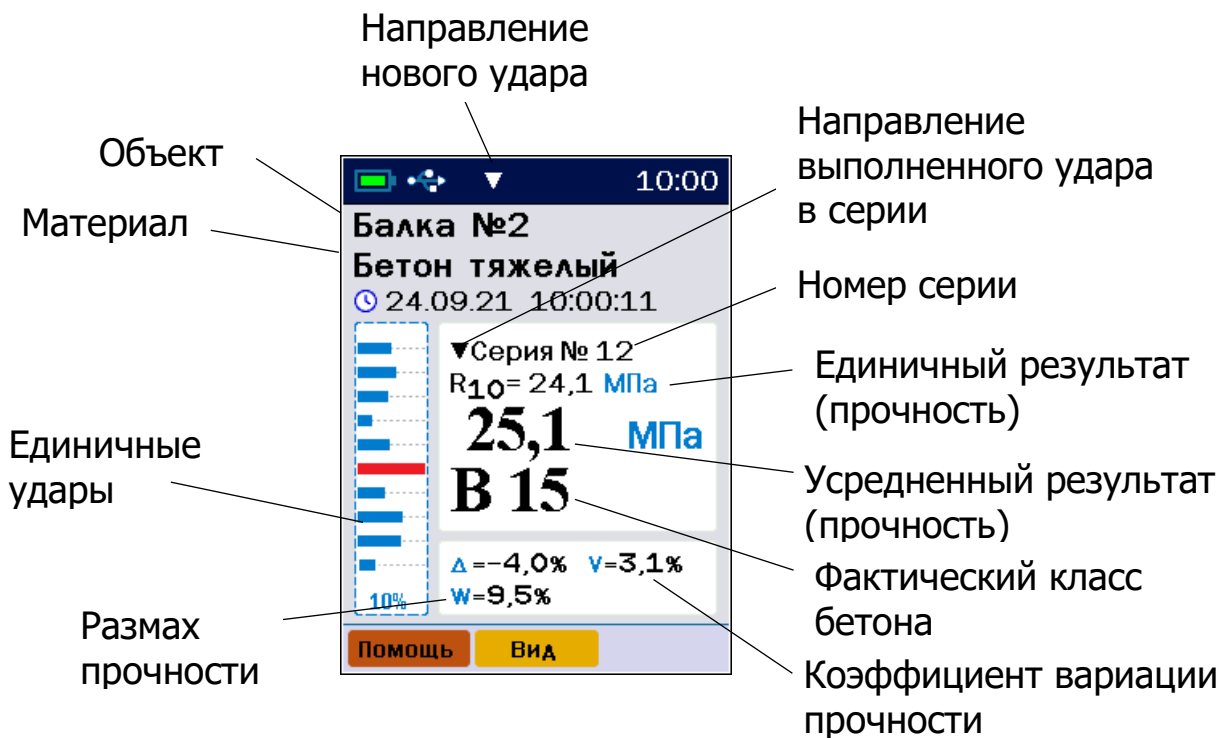 Направление
нового удара
Объект
Материал
Направление
выполненного удара
в серии
Номер серии
Единичный результат
(прочность)
Усредненный результат
(прочность)
Фактический класс
бетона
Коэффициент вариации
прочности
Единичные
удары
Размах
прочности
10:00
Балка №2
Бетон тяжелый
24.09.21 10:00:11
▼Серия № 12
R10= 24,1 МПа
25,1 МПа
В 15
Δ =−4,0% V=3,1%
W=9,5%
10%
Помощь Вид